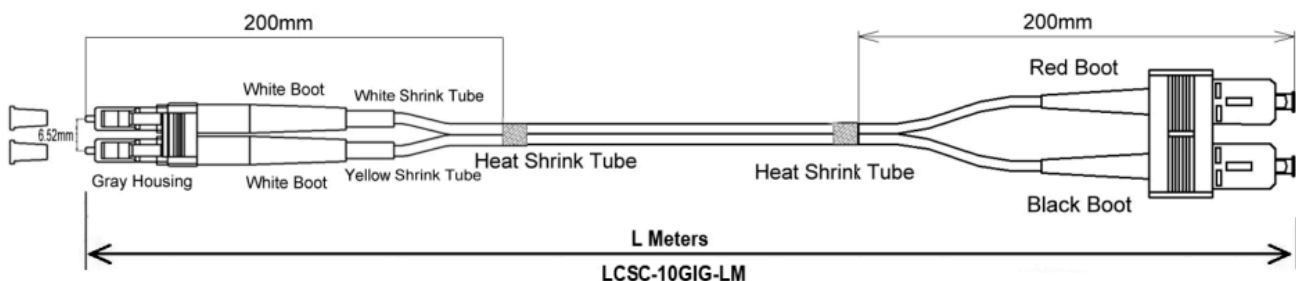 200mm
200mm
White Boot
White Shrink Tube
Red Boot
6.52mm
Heat Shrink Tube
Heat Shrink Tube
Gray Housing
White Boot
Yellow Shrink Tube
Black Boot
L Meters
LCSC-10GIG-LM